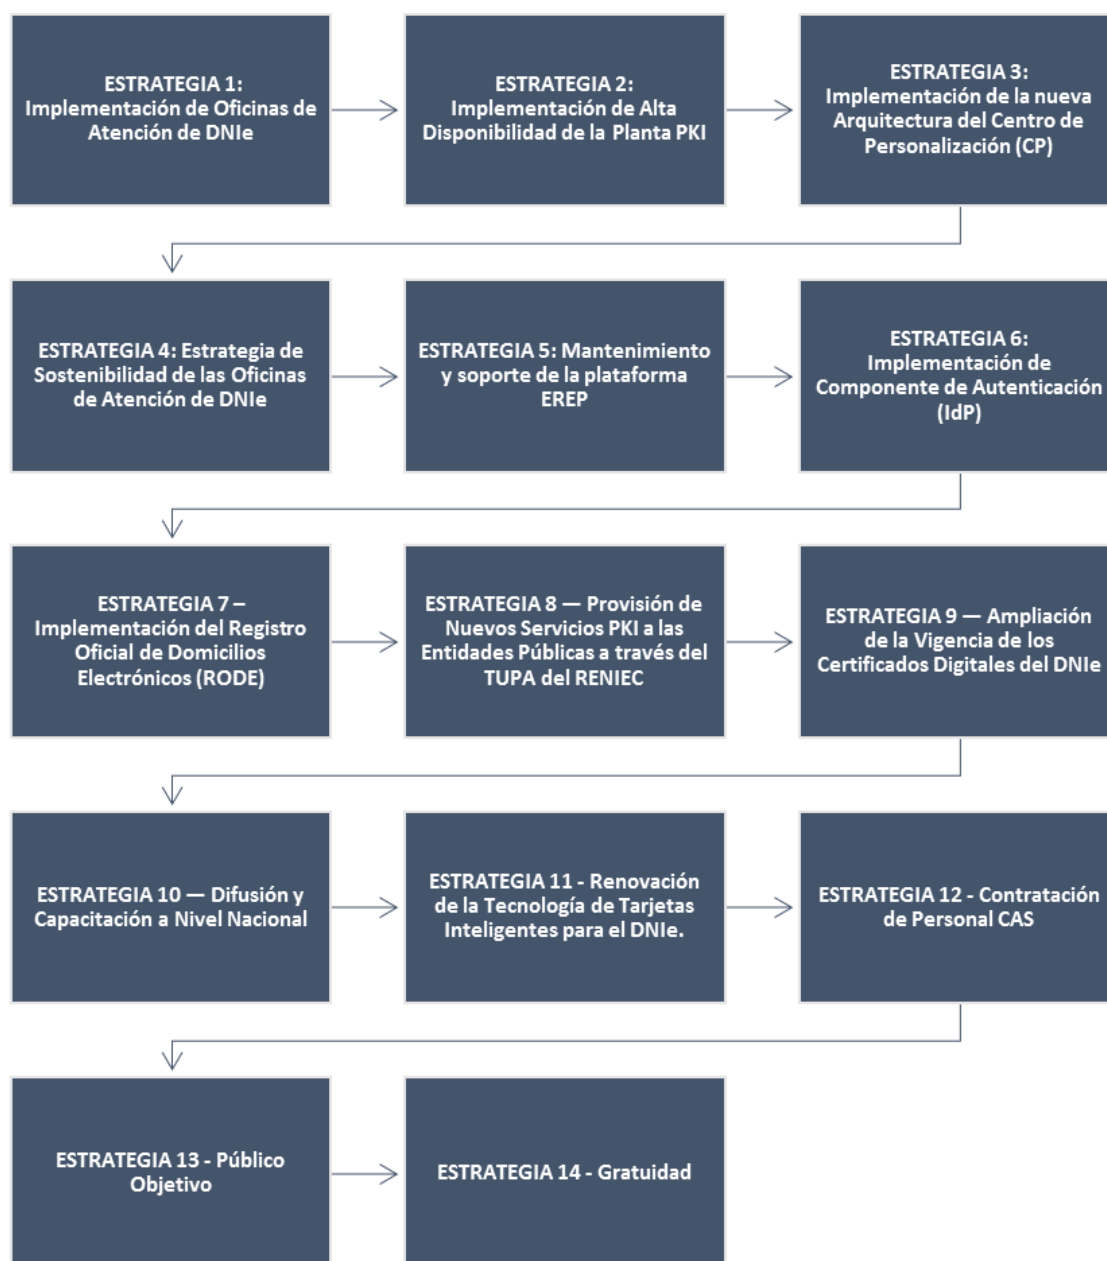 ESTRATEGIA 1:
Implementación de Oficinas de
Atención de DNIe
ESTRATEGIA 2:
Implementación de Alta
Disponibilidad de la Planta PKI
ESTRATEGIA 3:
Implementación de la nueva
Arquitectura del Centro de
Personalización (CP)
ESTRATEGIA 4: Estrategia de
Sostenibilidad de las Oficinas
de Atención de DNIe
ESTRATEGIA 5: Mantenimiento
y soporte de la plataforma
EREP
ESTRATEGIA 6:
Implementación de
Componente de Autenticación
(IdP)
ESTRATEGIA 7 –
Implementación del Registro
Oficial de Domicilios
Electrónicos (RODE)
ESTRATEGIA 8 — Provisión de
Nuevos Servicios PKI a las
Entidades Públicas a través del
TUPA del RENIEC
ESTRATEGIA 9 — Ampliación
de la Vigencia de los
Certificados Digitales del DNIe
ESTRATEGIA 10 — Difusión y
Capacitación a Nivel Nacional
ESTRATEGIA 11 - Renovación
de la Tecnología de Tarjetas
Inteligentes para el DNIe.
ESTRATEGIA 12 - Contratación
de Personal CAS
ESTRATEGIA 13 - Público
Objetivo
ESTRATEGIA 14 - Gratuidad